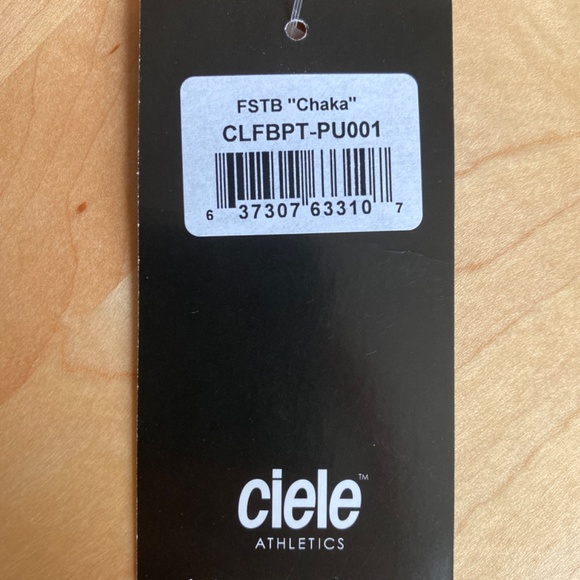 FSTB "Chaka"
CLFBPT-PU001
6 37307 63310 7
ciele™
ATHLETICS